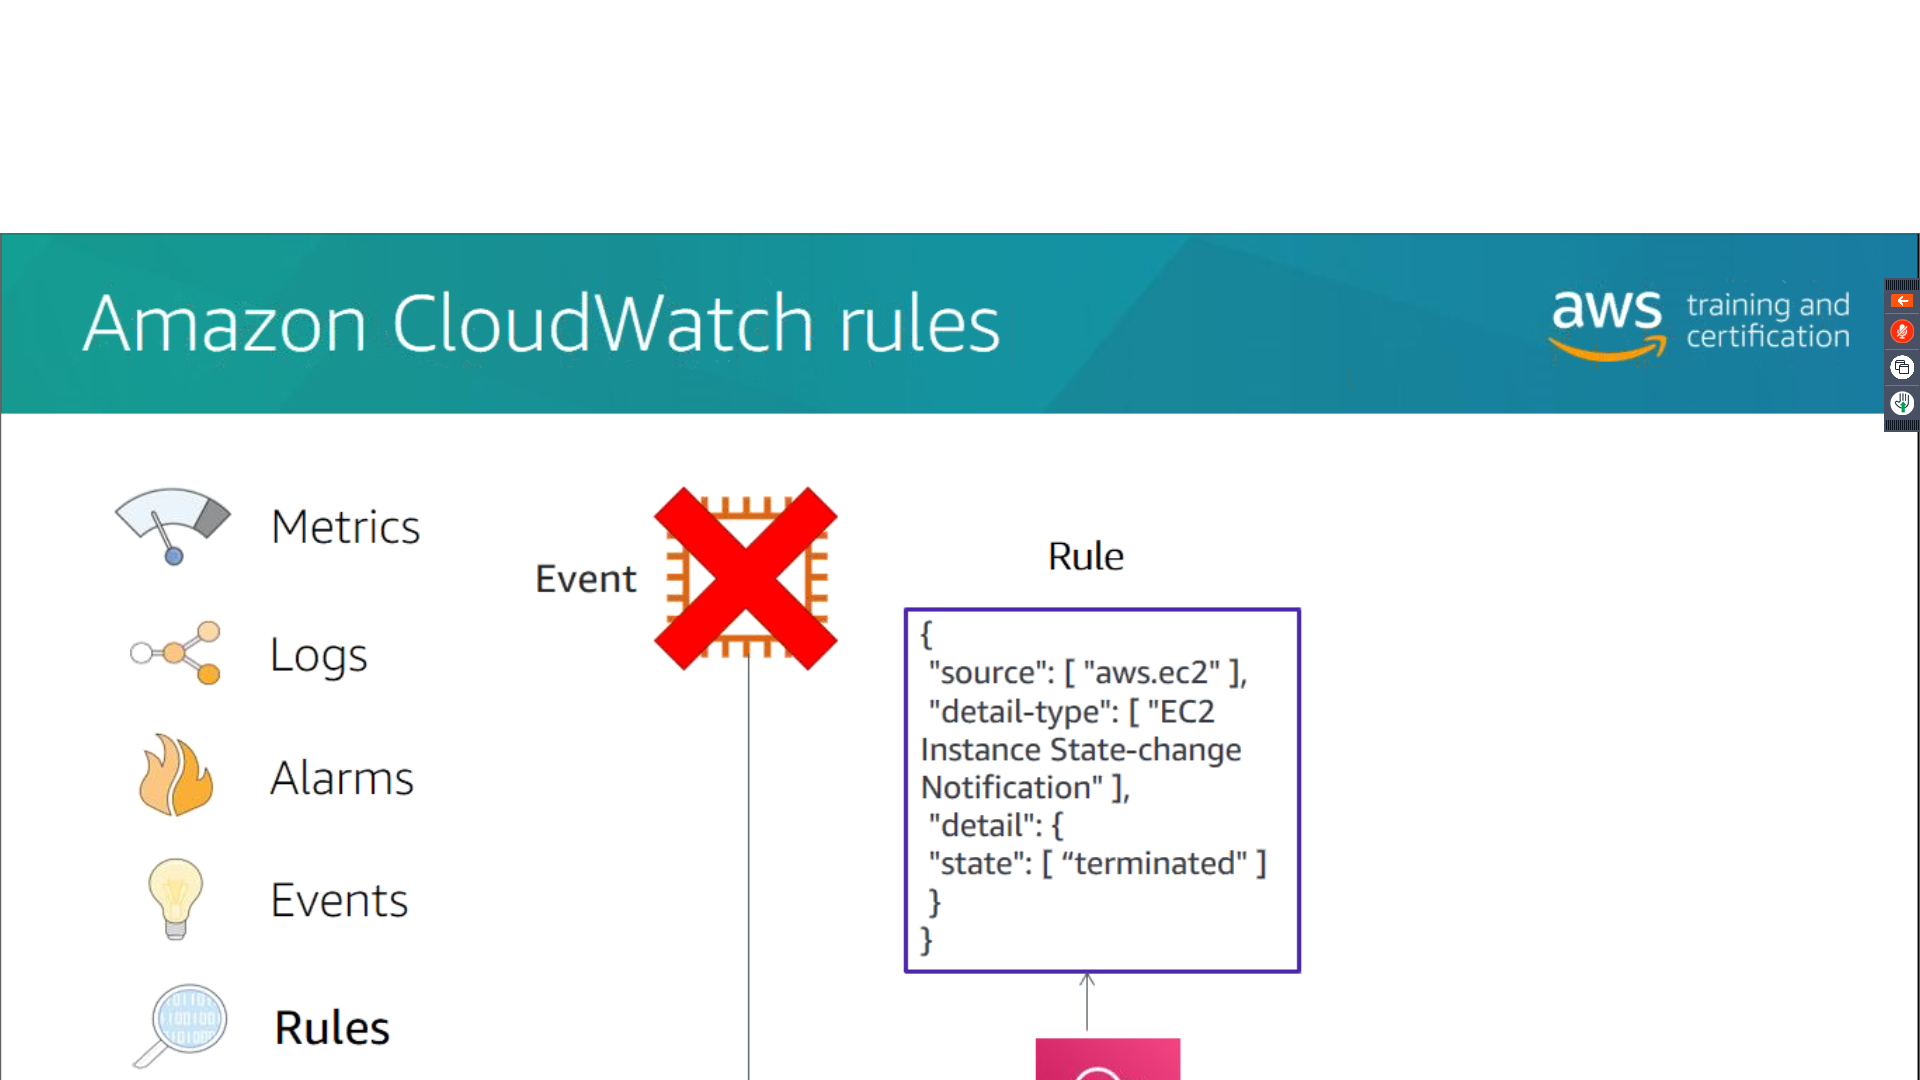 Amazon CloudWatch rules
aws training and
certification
Metrics
Logs
Alarms
Events
Rules
Event
Rule
{
"source": [ "aws.ec2" ],
"detail-type": [ "EC2
Instance State-change
Notification" ],
"detail": {
"state": [ “terminated" ]
}
}